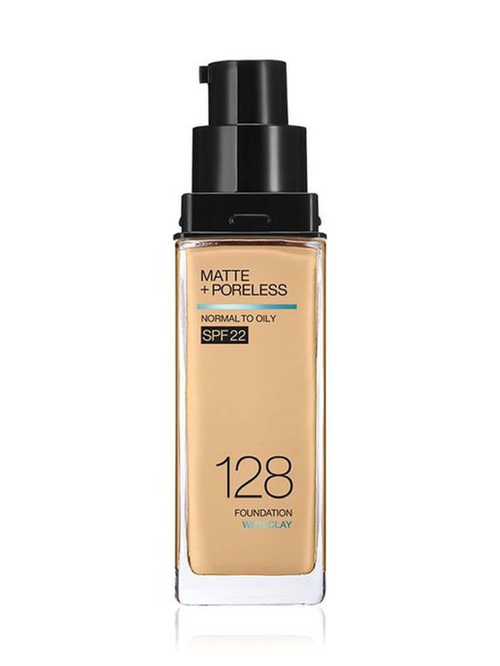 MATTE
+ PORELESS
NORMAL TO OILY
SPF 22
128
FOUNDATION
WITH CLAY